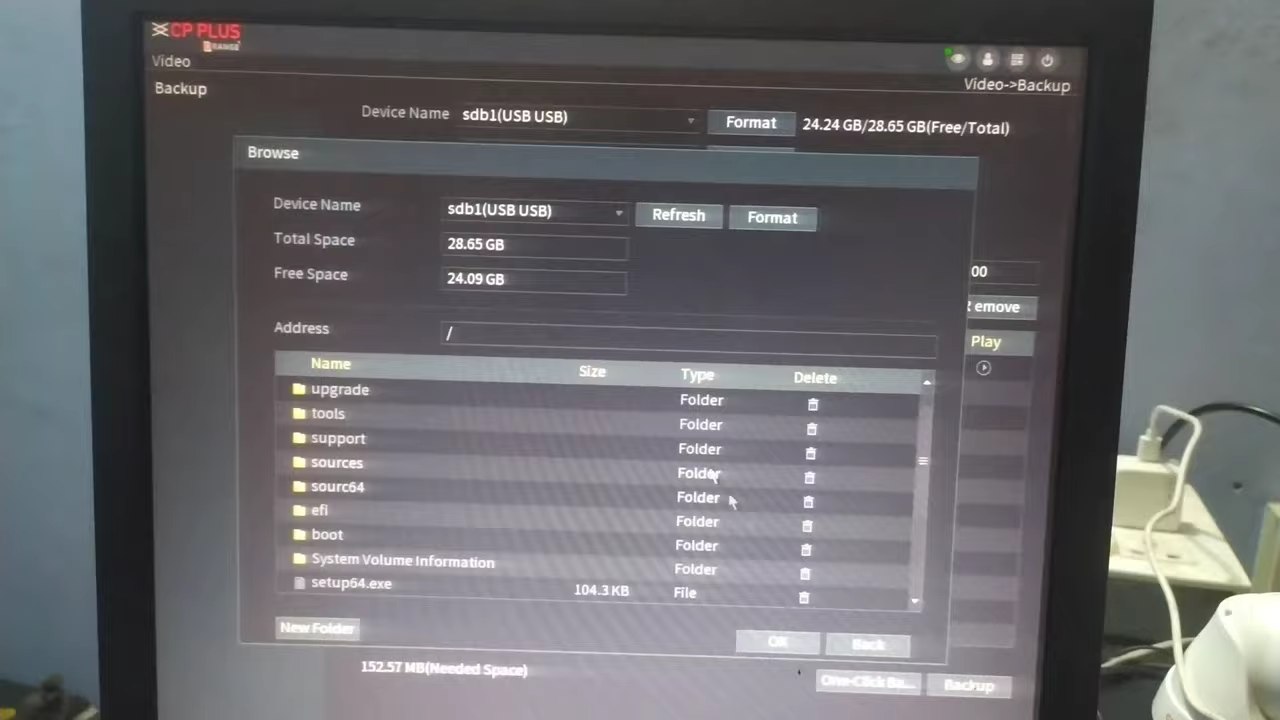 CP PLUS
RANGE
Video
Video->Backup
Backup
Device Name sdb1(USB USB) Format 24.24 GB/28.65 GB(Free/Total)
Browse
Device Name sdb1(USB USB) Refresh Format
Total Space 28.65 GB
Free Space 24.09 GB
00
emove
Address /
Play
Name Size Type Delete
upgrade Folder
tools Folder
support Folder
sources Folder
sourc64 Folder
efi Folder
boot Folder
System Volume Information Folder
setup64.exe 104.3 KB File
New Folder OK Back
152.57 MB(Needed Space) One-Click Ba... Backup